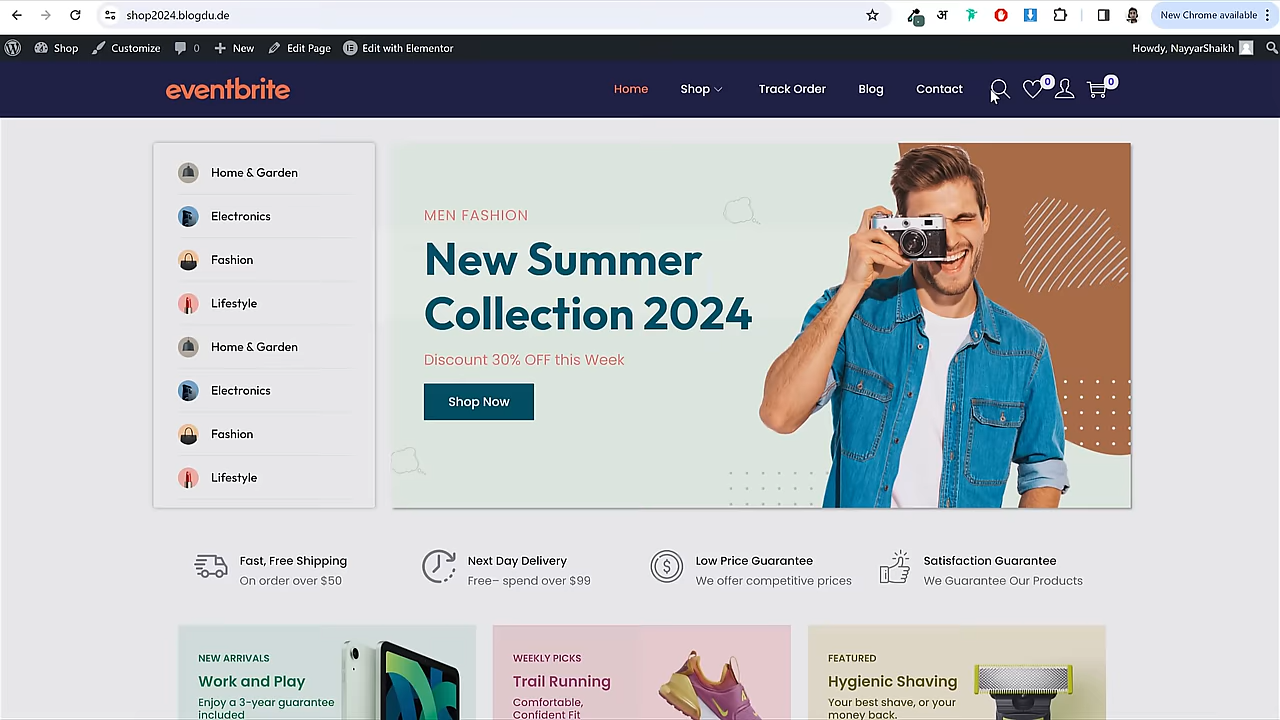 shop2024.blogdu.de
अ
New Chrome available
Shop
Customize
0
New
Edit Page
Edit with Elementor
Howdy, NayyarShaikh
eventbrite
Home
Shop
Track Order
Blog
Contact
0
0
Home & Garden
Electronics
Fashion
Lifestyle
Home & Garden
Electronics
Fashion
Lifestyle
MEN FASHION
New Summer
Collection 2024
Discount 30% OFF this Week
Shop Now
Fast, Free Shipping
On order over $50
Next Day Delivery
Free– spend over $99
Low Price Guarantee
We offer competitive prices
Satisfaction Guarantee
We Guarantee Our Products
NEW ARRIVALS
Work and Play
Enjoy a 3-year guarantee
included
WEEKLY PICKS
Trail Running
Comfortable,
Confident Fit
FEATURED
Hygienic Shaving
Your best shave, or your
money back.